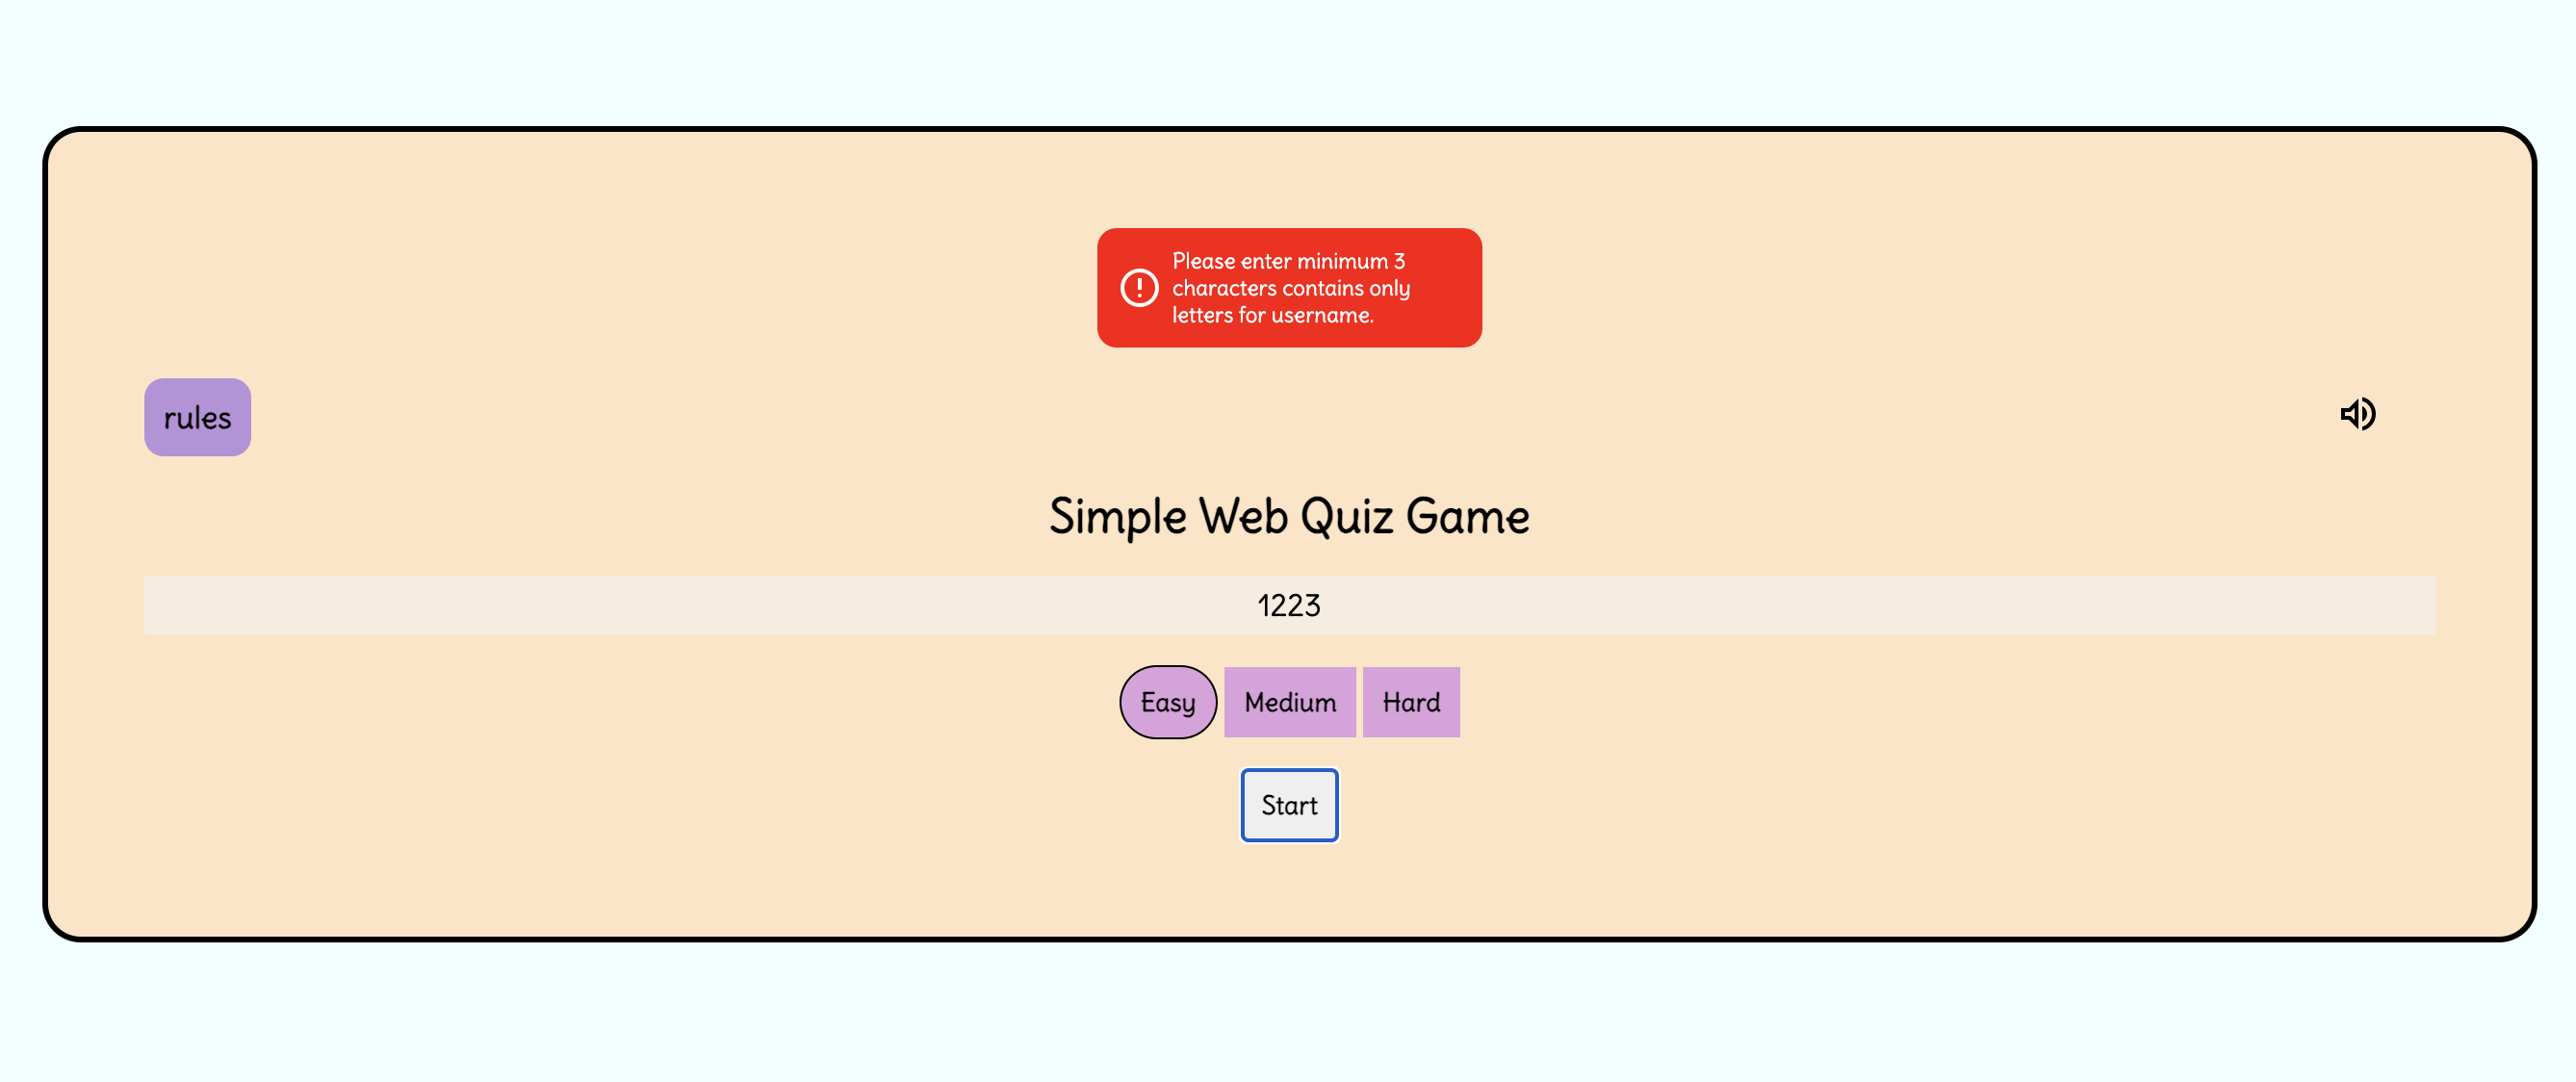 Please enter minimum 3
characters contains only
letters for username.
rules
Simple Web Quiz Game
1223
Easy Medium Hard
Start